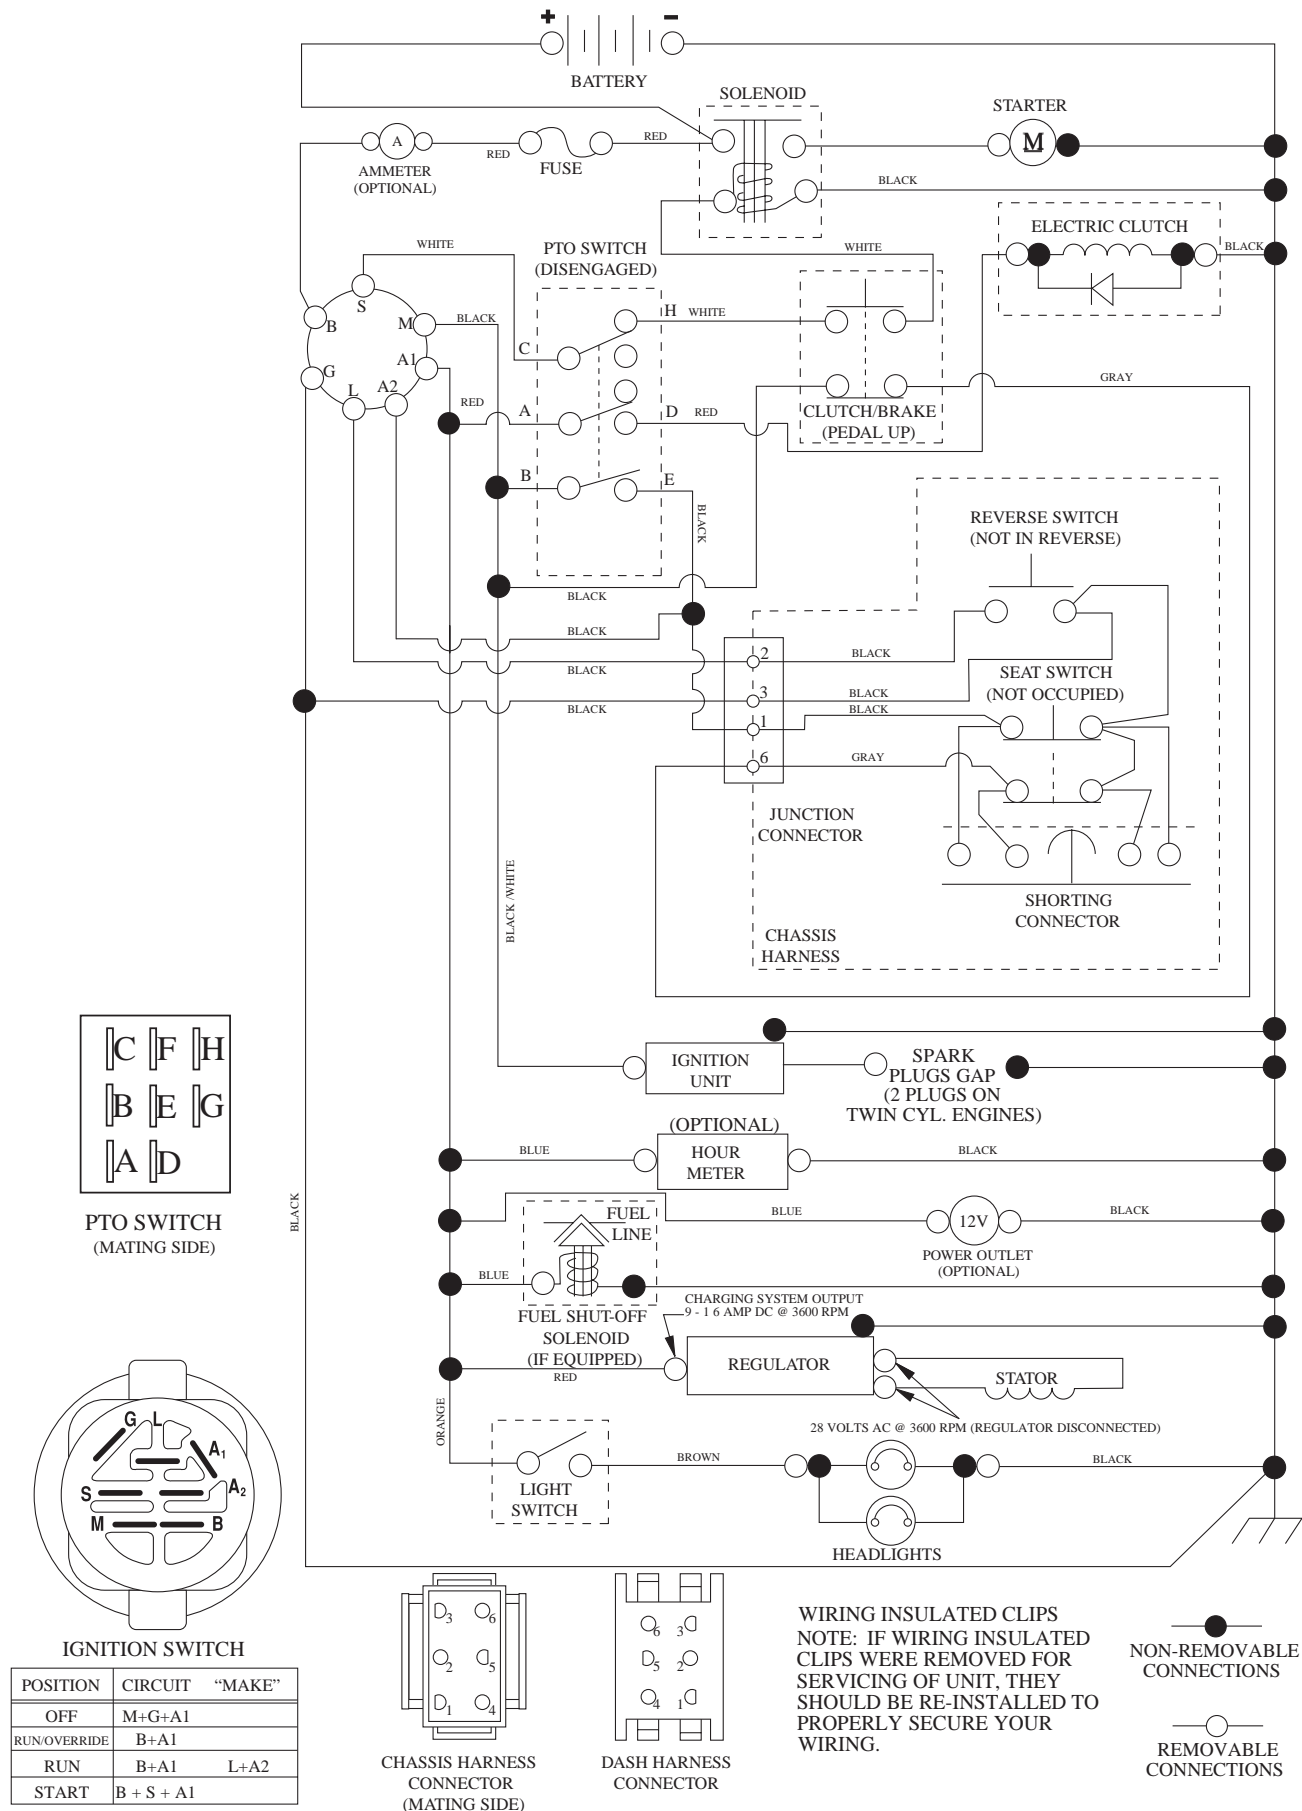 + -
BATTERY
SOLENOID
STARTER
M
RED
A
RED
FUSE
AMMETER
(OPTIONAL)
BLACK
ELECTRIC CLUTCH
WHITE
PTO SWITCH
(DISENGAGED)
WHITE
BLACK
S
B
M
BLACK
H WHITE
C
G
A1
L
A2
RED
A
D RED
GRAY
CLUTCH/BRAKE
(PEDAL UP)
B
E
BLACK
REVERSE SWITCH
(NOT IN REVERSE)
BLACK
BLACK
BLACK
2
BLACK
SEAT SWITCH
(NOT OCCUPIED)
3
BLACK
BLACK
BLACK
1
6
GRAY
JUNCTION
CONNECTOR
BLACK /WHITE
SHORTING
CONNECTOR
CHASSIS
HARNESS
C F H
B E G
A D
PTO SWITCH
(MATING SIDE)
IGNITION
UNIT
SPARK
PLUGS GAP
(2 PLUGS ON
TWIN CYL. ENGINES)
(OPTIONAL)
HOUR
METER
BLUE
BLACK
BLACK
FUEL
LINE
BLUE
12V
BLACK
POWER OUTLET
(OPTIONAL)
BLUE
FUEL SHUT-OFF
SOLENOID
(IF EQUIPPED)
CHARGING SYSTEM OUTPUT
9 - 1 6 AMP DC @ 3600 RPM
REGULATOR
RED
STATOR
28 VOLTS AC @ 3600 RPM (REGULATOR DISCONNECTED)
ORANGE
LIGHT
SWITCH
BROWN
BLACK
HEADLIGHTS
G L
A1
A2
S
M B
IGNITION SWITCH
POSITION CIRCUIT "MAKE"
OFF M+G+A1
RUN/OVERRIDE B+A1
RUN B+A1 L+A2
START B + S + A1
3 6
2 5
1 4
CHASSIS HARNESS
CONNECTOR
(MATING SIDE)
6 3
5 2
4 1
DASH HARNESS
CONNECTOR
WIRING INSULATED CLIPS
NOTE: IF WIRING INSULATED
CLIPS WERE REMOVED FOR
SERVICING OF UNIT, THEY
SHOULD BE RE-INSTALLED TO
PROPERLY SECURE YOUR
WIRING.
NON-REMOVABLE
CONNECTIONS
REMOVABLE
CONNECTIONS